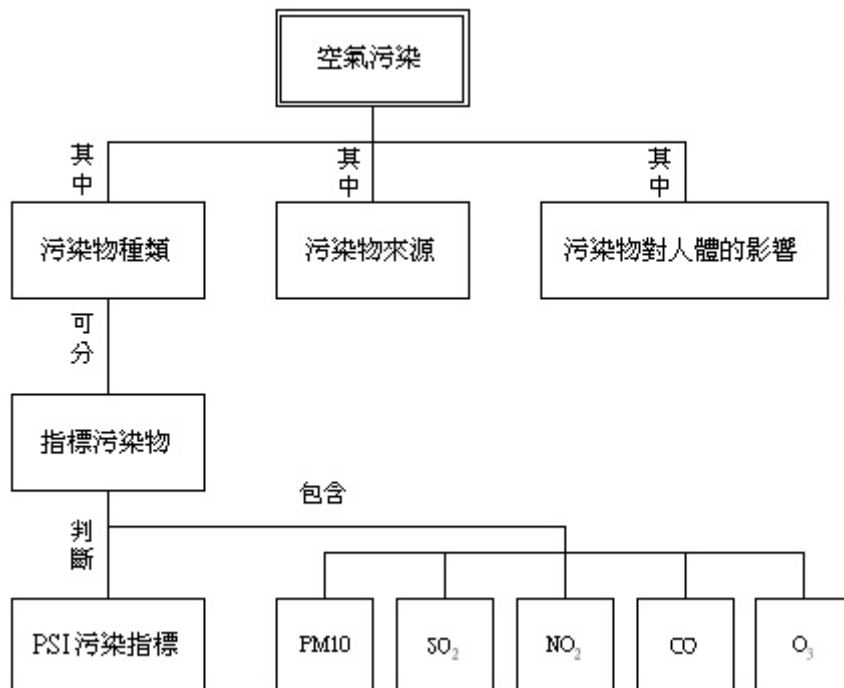 空氣污染
其中
其中
其中
污染物種類
污染物來源
污染物對人體的影響
可分
指標污染物
包含
判斷
PSI污染指標
PM10
SO₂
NO₂
CO
O₃